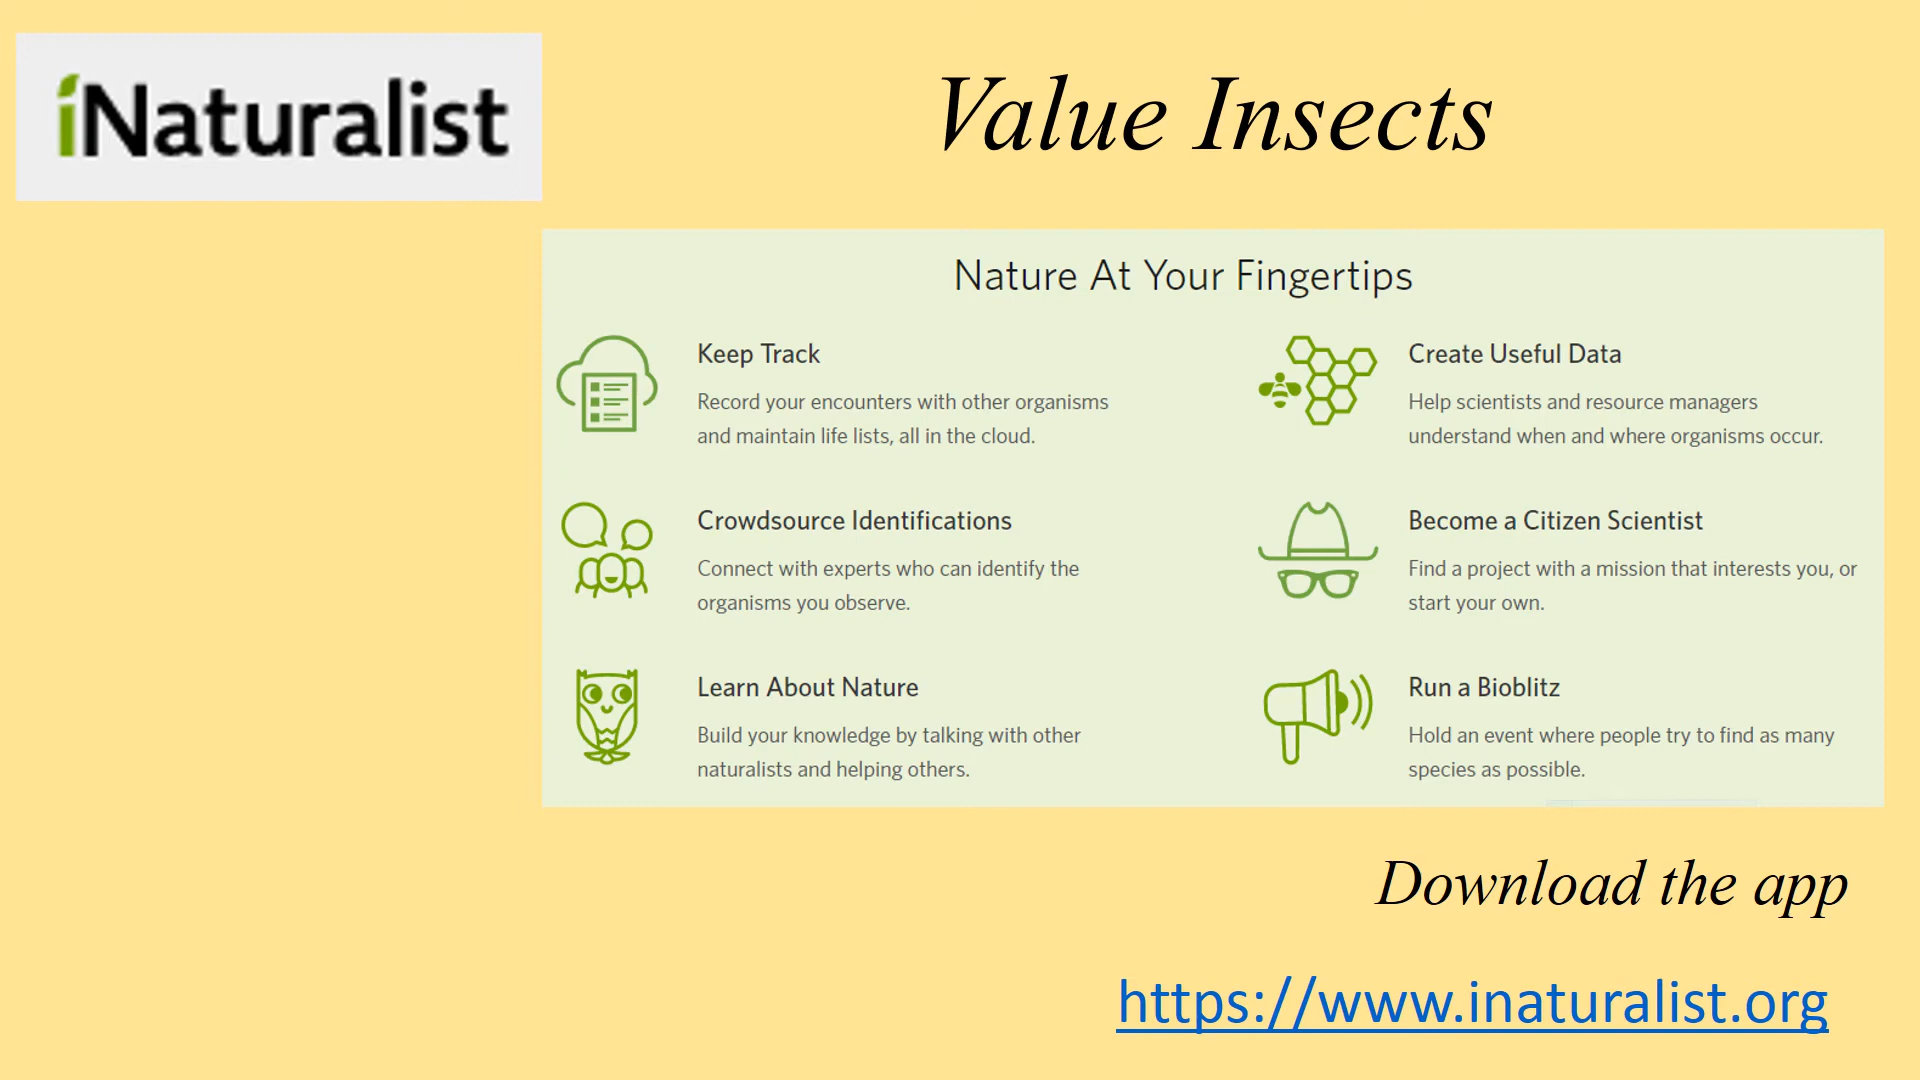 iNaturalist
Value Insects
Nature At Your Fingertips
Keep Track
Record your encounters with other organisms
and maintain life lists, all in the cloud.
Create Useful Data
Help scientists and resource managers
understand when and where organisms occur.
Crowdsource Identifications
Connect with experts who can identify the
organisms you observe.
Become a Citizen Scientist
Find a project with a mission that interests you, or
start your own.
Learn About Nature
Build your knowledge by talking with other
naturalists and helping others.
Run a Bioblitz
Hold an event where people try to find as many
species as possible.
Download the app
https://www.inaturalist.org